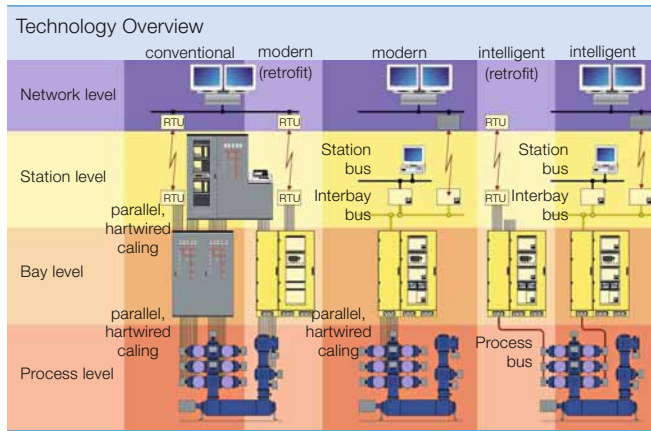 Technology Overview
conventional
modern
(retrofit)
modern
intelligent
(retrofit)
intelligent
Network level
RTU
RTU
RTU
Station level
Station
bus
Station
bus
RTU
RTU
RTU
Interbay
bus
Interbay
bus
parallel,
hartwired
caling
Bay level
parallel,
hartwired
caling
parallel,
hartwired
caling
Process
bus
Process level